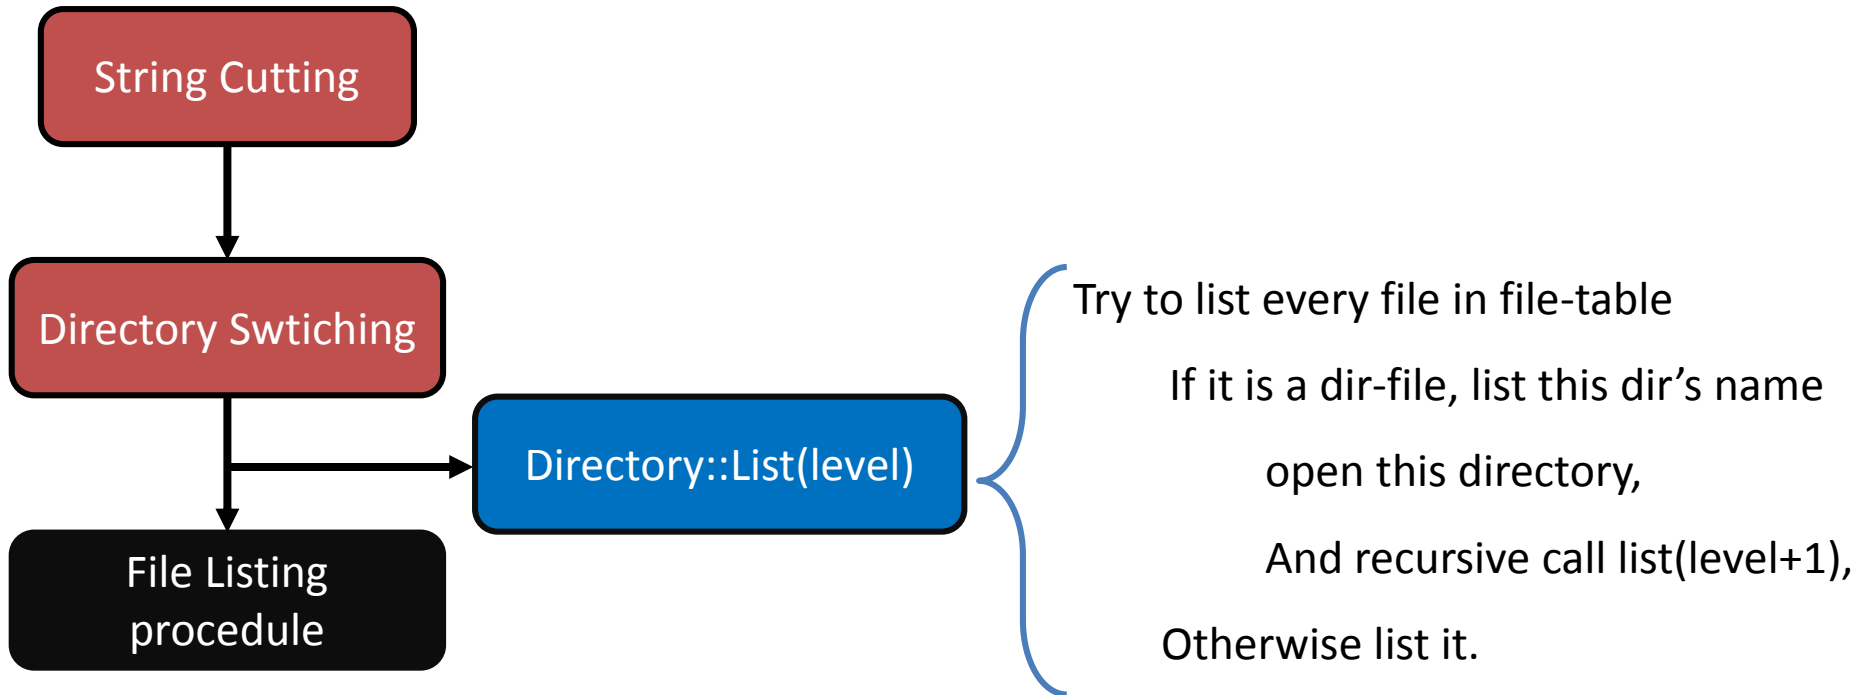 String Cutting
Directory Swtiching
Directory::List(level)
File Listing
procedule
Try to list every file in file-table
If it is a dir-file, list this dir’s name
open this directory,
And recursive call list(level+1),
Otherwise list it.